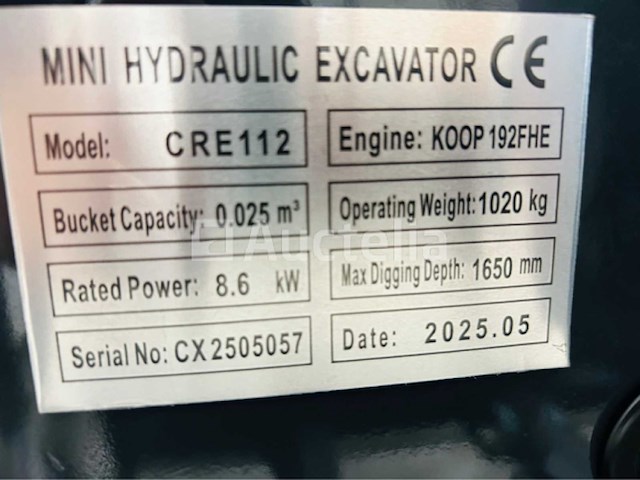 MINI HYDRAULIC EXCAVATOR CE
Model: CRE112
Engine: KOOP 192FHE
Bucket Capacity: 0.025 m³
Operating Weight: 1020 kg
Auctelia
Rated Power: 8.6 kW
Max Digging Depth: 1650 mm
Serial No: CX2505057
Date: 2025.05